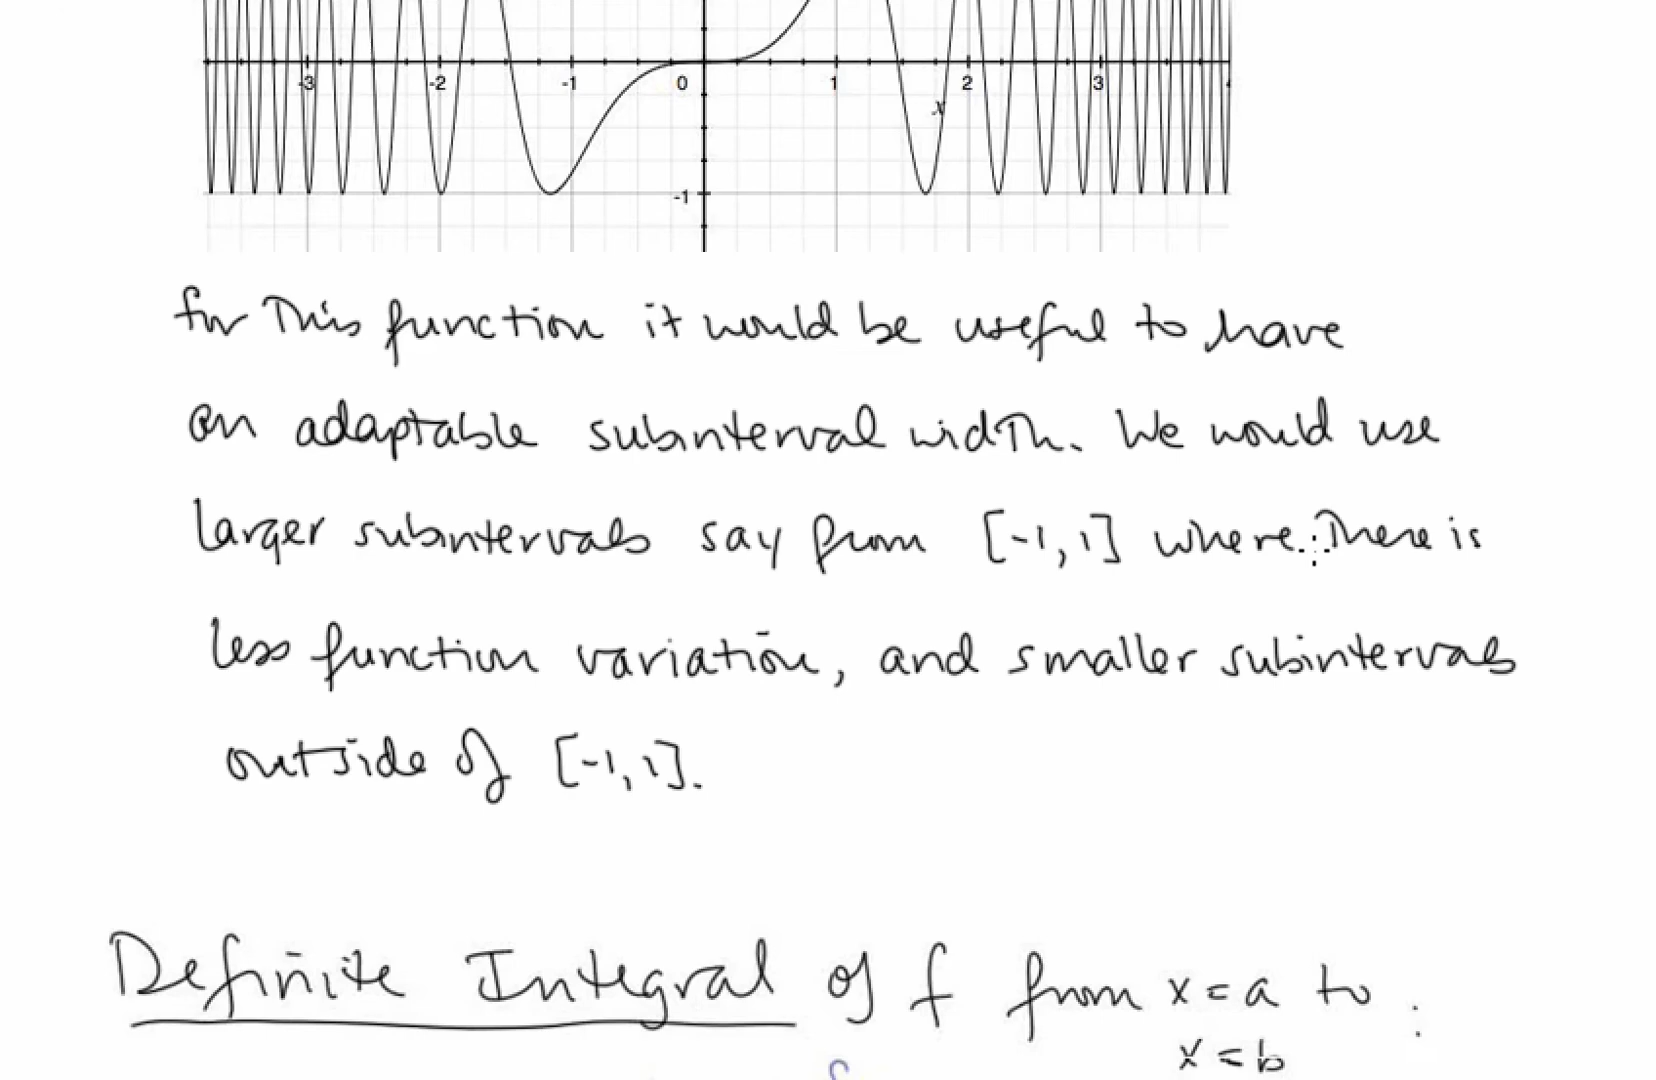 -3 -2 -1 0 1 2 3
x
-1
for This function it would be useful to have
an adaptable subinterval width. We would use
larger subintervals say from [-1,1] where There is
less function variation, and smaller subintervals
outside of [-1,1].
Definite Integral of f from x=a to :
x=b